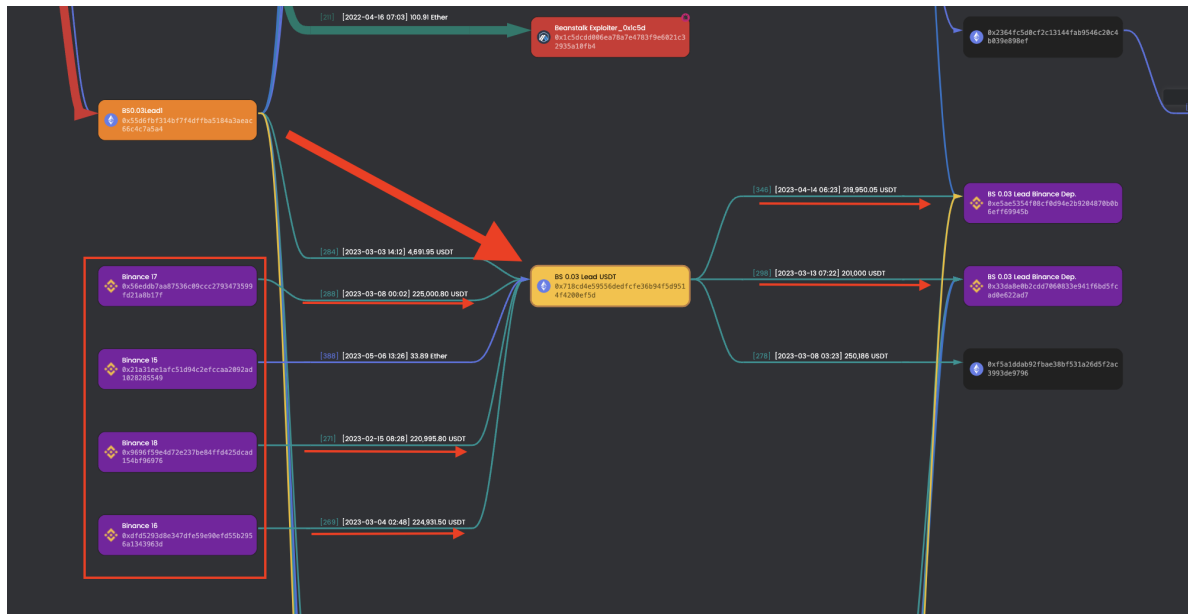 [211] [2022-04-16 07:03] 100.91 Ether
Beanstalk Exploiter_0x1c5d
0x1c5dcdd006ea78a7e4783f9e6021c3
2935a10fb4
0x2364fc5d0cf2c13144fab9546c20c4
b039e898ef
BS0.03Lead1
0x55d6fbf314bf7f4dffba5184a3aeac
66c4c7a5a4
[284] [2023-03-03 14:12] 4,691.95 USDT
Binance 17
0x56eddb7aa87536c09ccc2793473599
fd21a8b17f
[288] [2023-03-08 00:02] 225,000.80 USDT
Binance 15
0x21a31ee1afc51d94c2efccaa2092ad
1028285549
[388] [2023-05-06 13:26] 33.89 Ether
Binance 18
0x9696f59e4d72e237be84ffd425dcad
154bf96976
[271] [2023-02-15 08:28] 220,995.80 USDT
Binance 16
0xdfd5293d8e347dfe59e90efd55b295
6a1343963d
[269] [2023-03-04 02:48] 224,931.50 USDT
BS 0.03 Lead USDT
0x718cd4e59556dedfcfe36b94f5d951
4f4200ef5d
[346] [2023-04-14 06:23] 219,950.05 USDT
BS 0.03 Lead Binance Dep.
0xe5ae5354f08cf0d94e2b9204870b0b
6eff69945b
[298] [2023-03-13 07:22] 201,000 USDT
BS 0.03 Lead Binance Dep.
0x33da8e0b2cdd7060833e941f6bd5fc
ad0e622ad7
[278] [2023-03-08 03:23] 250,186 USDT
0xf5a1ddab92fbae38bf531a26d5f2ac
3993de9796